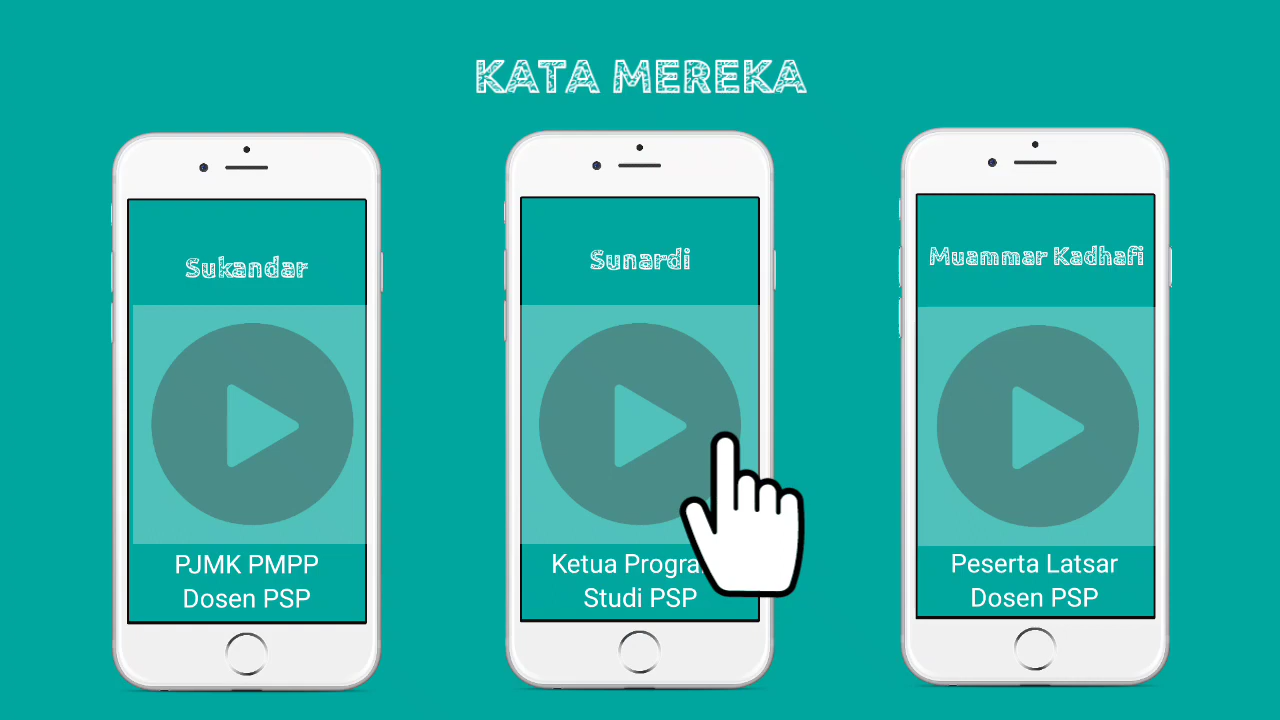 KATA MEREKA
Sukandar
PJMK PMPP
Dosen PSP
Sunardi
Ketua Progra
Studi PSP
Muammar Kadhafi
Peserta Latsar
Dosen PSP